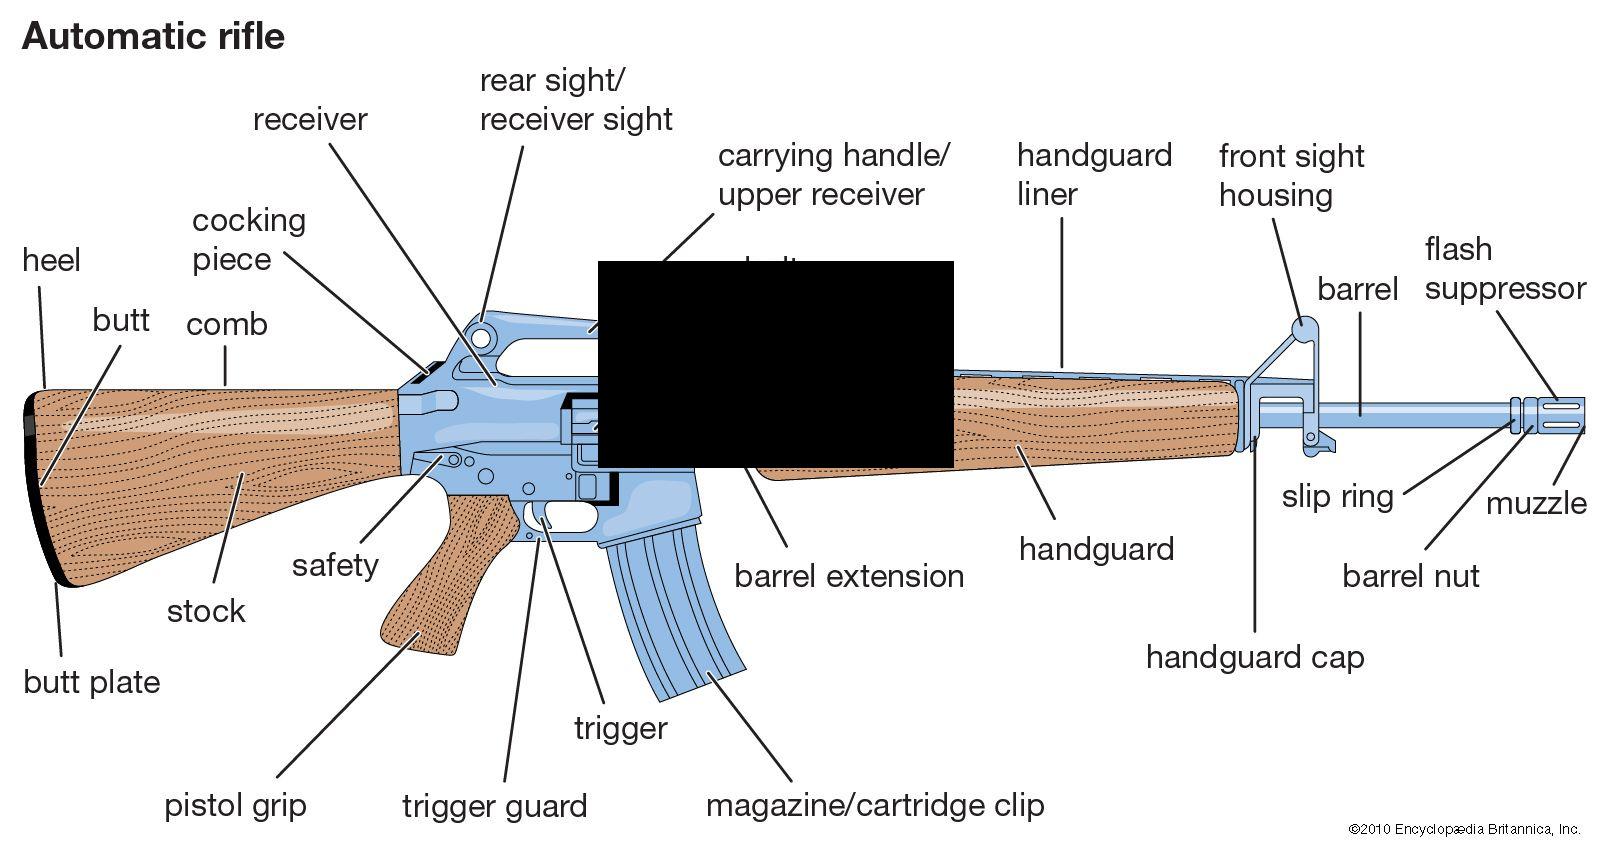 Automatic rifle
rear sight/
receiver sight
receiver
carrying handle/
upper receiver
handguard
liner
front sight
housing
cocking
piece
heel
flash
suppressor
barrel
butt
comb
slip ring
muzzle
safety
handguard
barrel extension
barrel nut
stock
handguard cap
butt plate
trigger
pistol grip
trigger guard
magazine/cartridge clip
©2010 Encyclopædia Britannica, Inc.